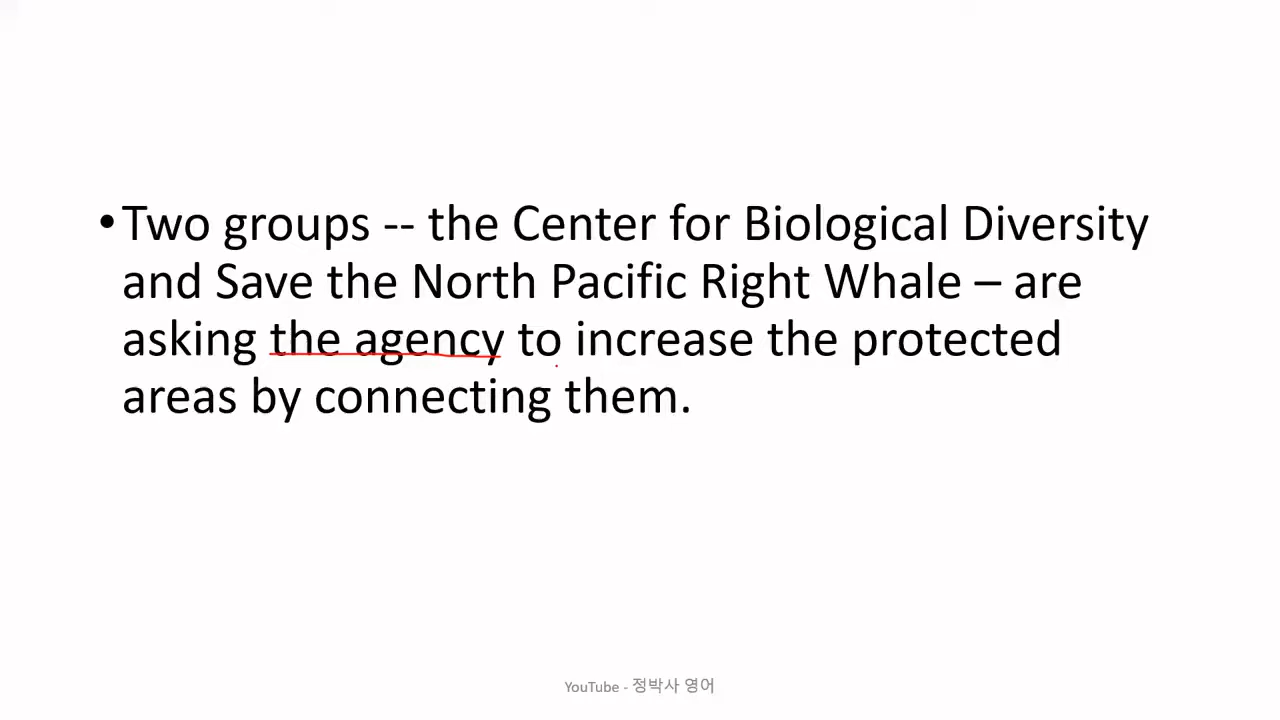 •Two groups -- the Center for Biological Diversity
and Save the North Pacific Right Whale – are
asking the agency to increase the protected
areas by connecting them.
YouTube - 정박사 영어